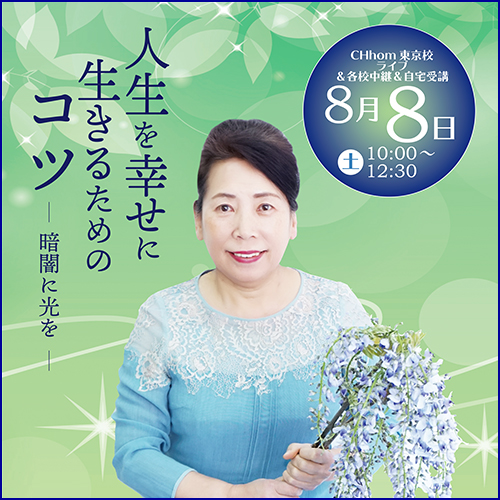 人生を幸せに
生きるための
コツ
― 暗闇に光を ―
CHhom 東京校
ライブ
＆各校中継＆自宅受講
8月8日
土 10:00～
12:30